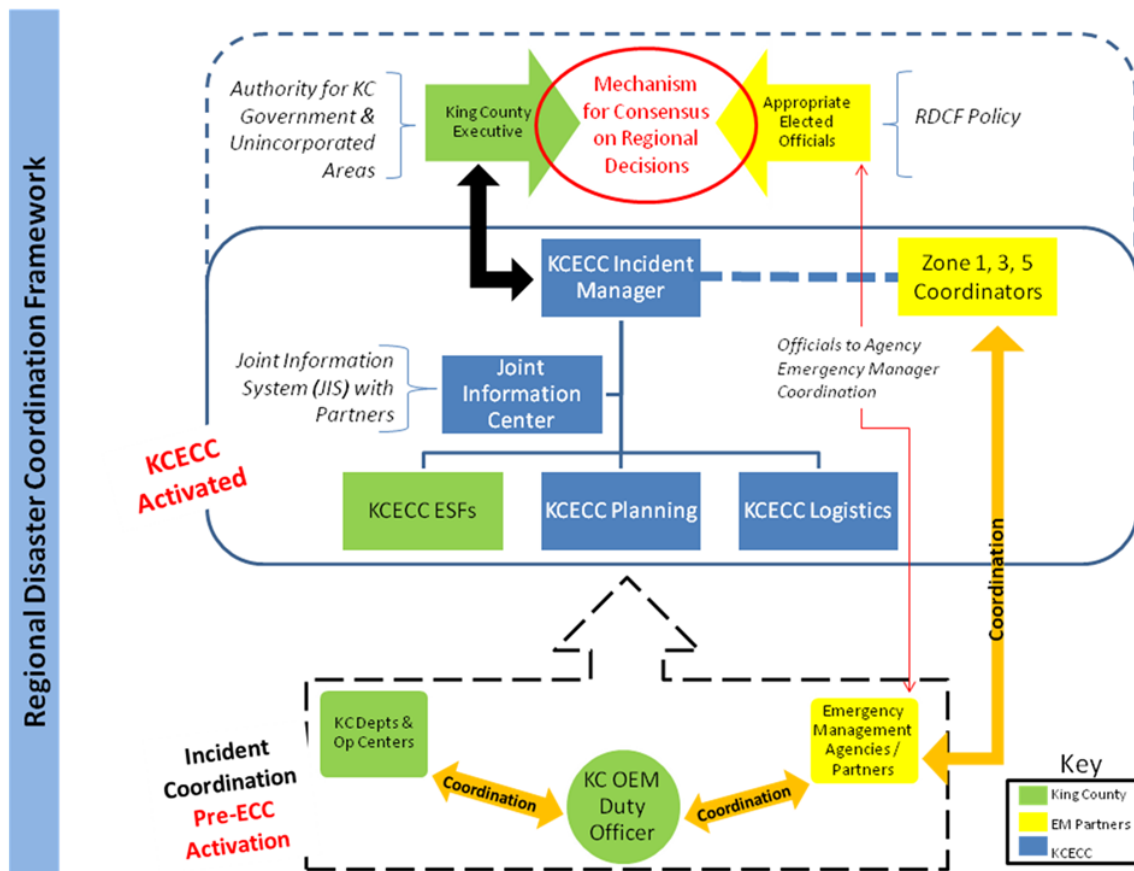 Regional Disaster Coordination Framework
Authority for KC
Government &
Unincorporated
Areas
King County
Executive
Mechanism
for Consensus
on Regional
Decisions
Appropriate
Elected
Officials
RDCF Policy
KCECC Incident
Manager
Zone 1, 3, 5
Coordinators
Joint Information
System (JIS) with
Partners
Joint
Information
Center
Officials to Agency
Emergency Manager
Coordination
KCECC
Activated
KCECC ESFs
KCECC Planning
KCECC Logistics
Coordination
Incident
Coordination
Pre-ECC
Activation
KC Depts &
Op Centers
Coordination
KC OEM
Duty
Officer
Coordination
Emergency
Management
Agencies /
Partners
Key
King County
EM Partners
KCECC